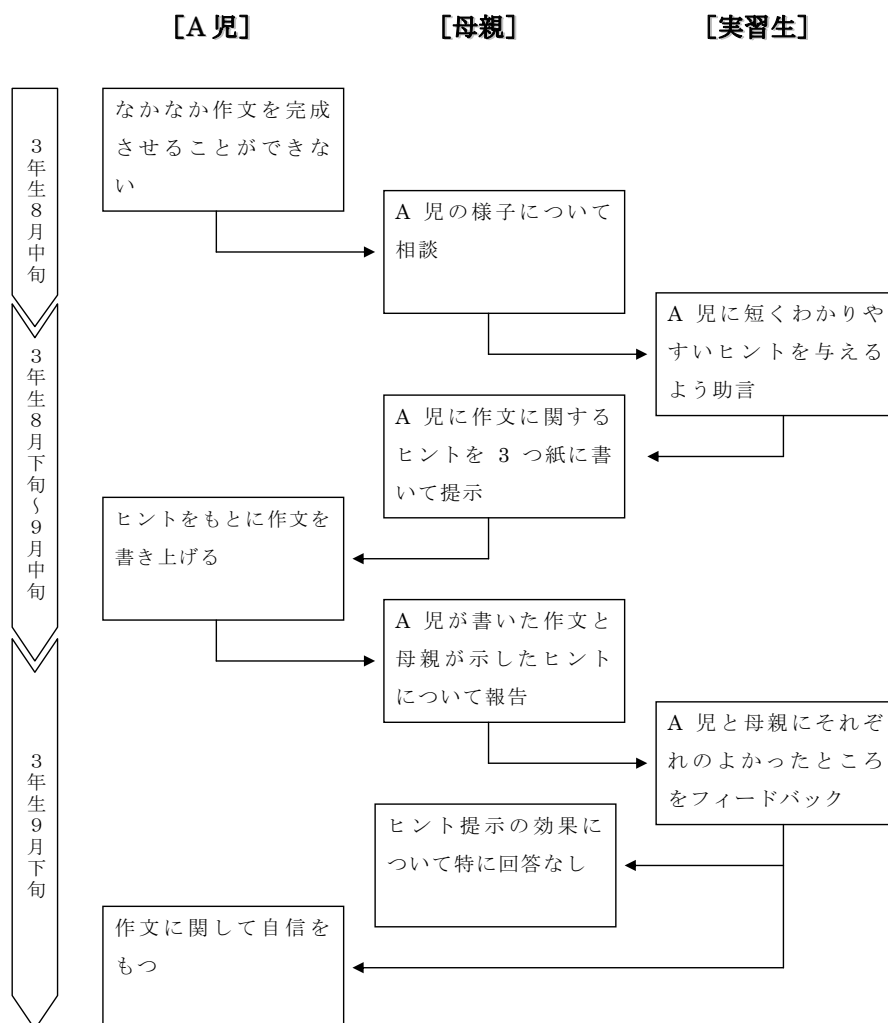 [A 児]
[母親]
[実習生]
3年生8月中旬
なかなか作文を完成
させることができな
い
A 児の様子について
相談
A 児に短くわかりや
すいヒントを与える
よう助言
3年生8月下旬~9月中旬
A 児に作文に関する
ヒントを 3 つ紙に書
いて提示
ヒントをもとに作文を
書き上げる
A 児が書いた作文と
母親が示したヒント
について報告
3年生9月下旬
A 児と母親にそれぞ
れのよかったところ
をフィードバック
ヒント提示の効果に
ついて特に回答なし
作文に関して自信を
もつ